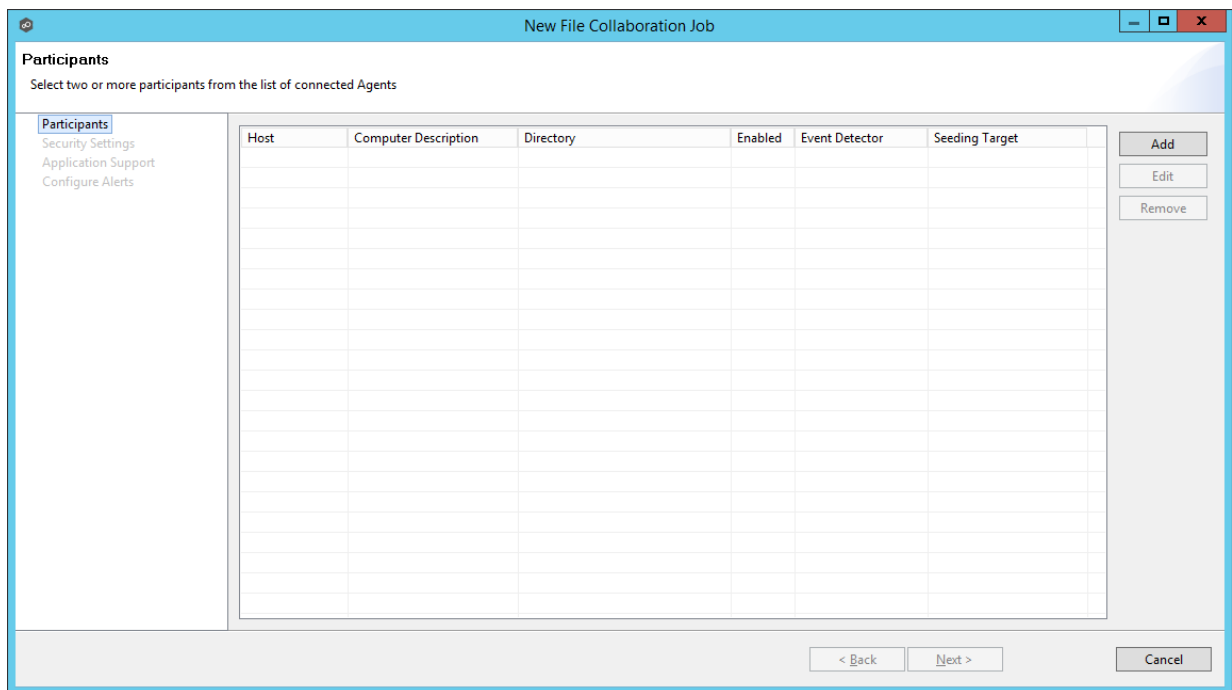 New File Collaboration Job
Participants
Select two or more participants from the list of connected Agents
Participants
Security Settings
Application Support
Configure Alerts
Host Computer Description Directory Enabled Event Detector Seeding Target
Add
Edit
Remove
< Back Next > Cancel